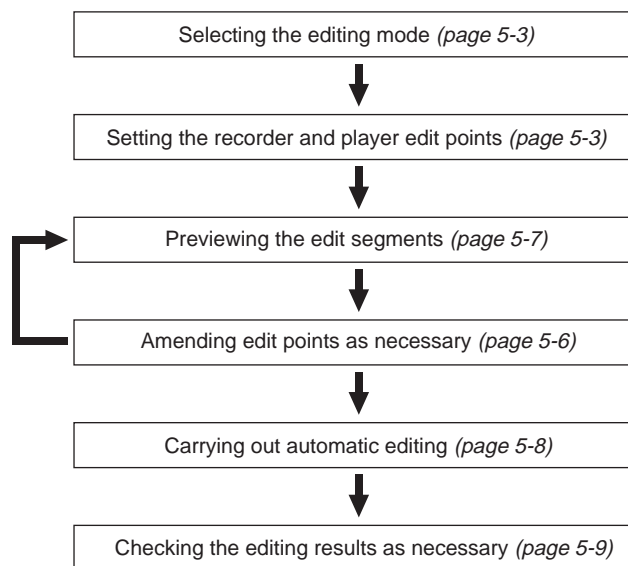 Selecting the editing mode (page 5-3)
Setting the recorder and player edit points (page 5-3)
Previewing the edit segments (page 5-7)
Amending edit points as necessary (page 5-6)
Carrying out automatic editing (page 5-8)
Checking the editing results as necessary (page 5-9)